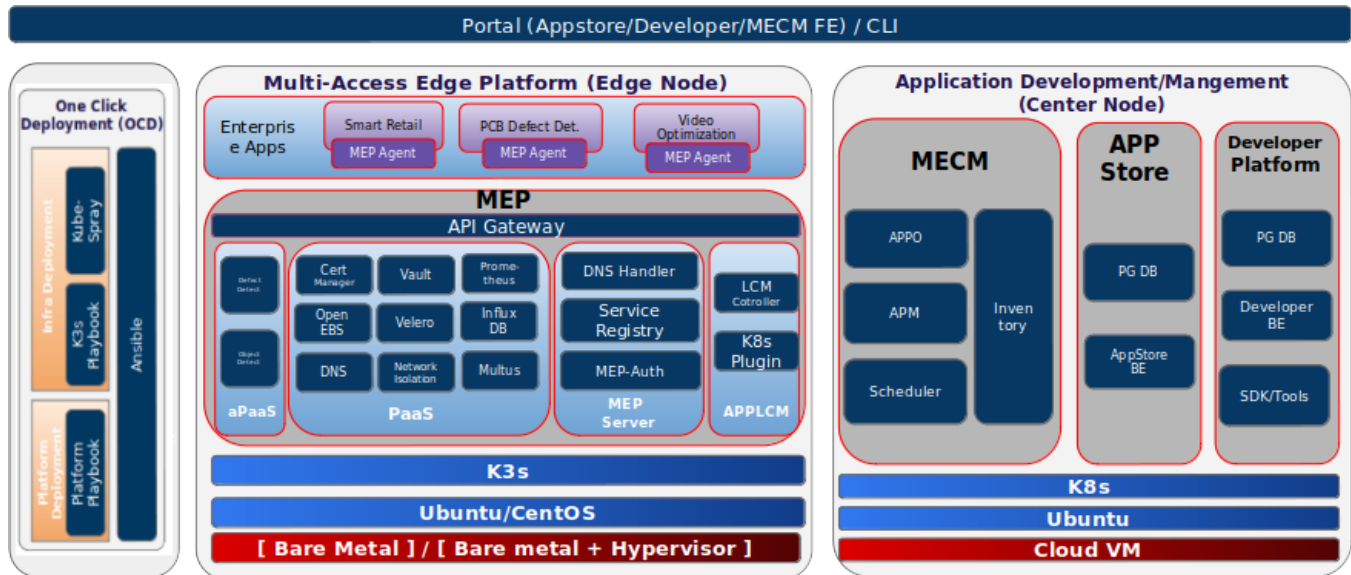 Portal (Appstore/Developer/MECM FE) / CLI
One Click
Deployment (OCD)
Infra Deployment
Kube-
Spray
K3s
Playbook
Ansible
Platform
Deployment
Platform
Playbook
Multi-Access Edge Platform (Edge Node)
Enterpris
e Apps
Smart Retail
MEP Agent
PCB Defect Det.
MEP Agent
Video
Optimization
MEP Agent
MEP
API Gateway
Defect
Detect
Object
Detect
aPaaS
Cert
Manager
Vault
Prome-
theus
Open
EBS
Velero
Influx
DB
DNS
Network
Isolation
Multus
PaaS
DNS Handler
Service
Registry
MEP-Auth
MEP
Server
LCM
Cotroller
K8s
Plugin
APPLCM
K3s
Ubuntu/CentOS
[ Bare Metal ] / [ Bare metal + Hypervisor ]
Application Development/Mangement
(Center Node)
MECM
APPO
APM
Scheduler
Inven
tory
APP
Store
PG DB
AppStore
BE
Developer
Platform
PG DB
Developer
BE
SDK/Tools
K8s
Ubuntu
Cloud VM